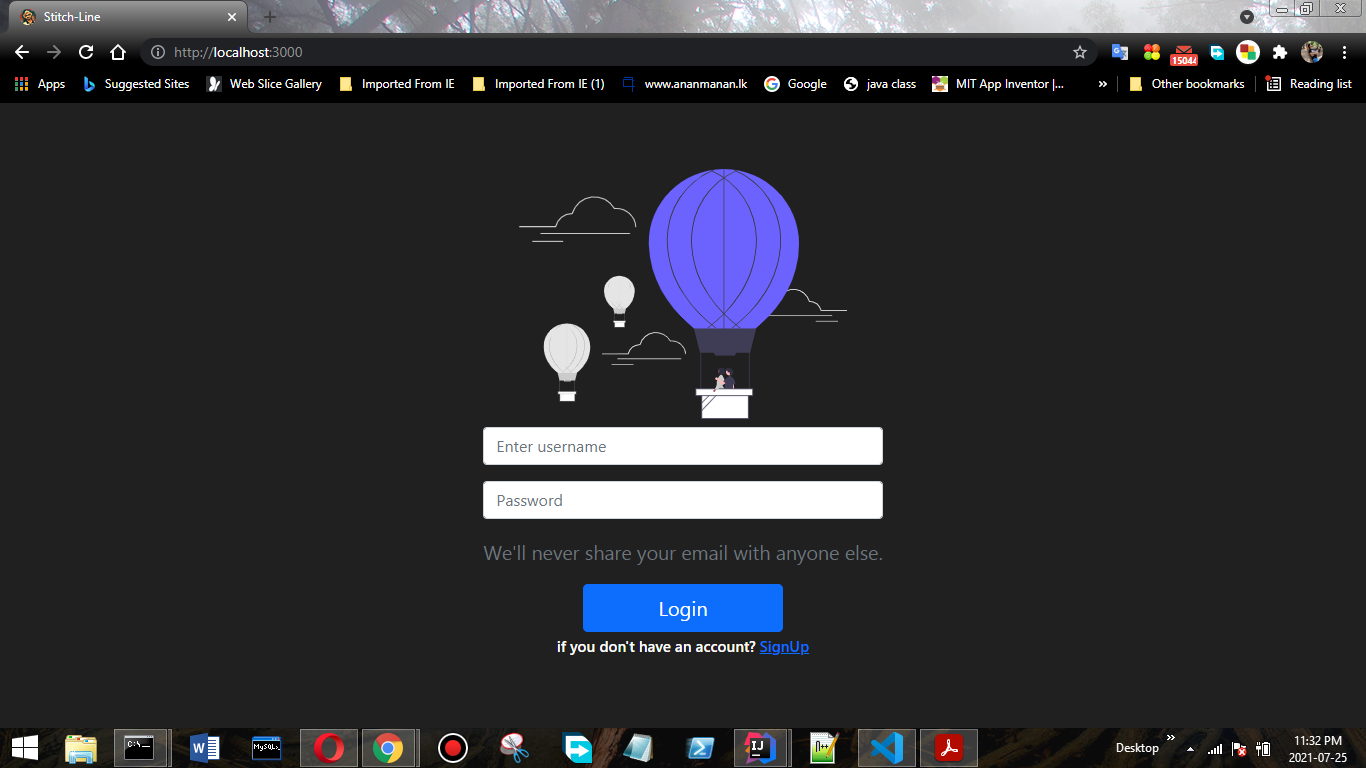 Stitch-Line
http://localhost:3000
15044
Apps Suggested Sites Web Slice Gallery Imported From IE Imported From IE (1) www.ananmanan.lk Google java class MIT App Inventor |... » Other bookmarks Reading list
Enter username
Password
We'll never share your email with anyone else.
Login
if you don't have an account? SignUp
Desktop »
11:32 PM
2021-07-25